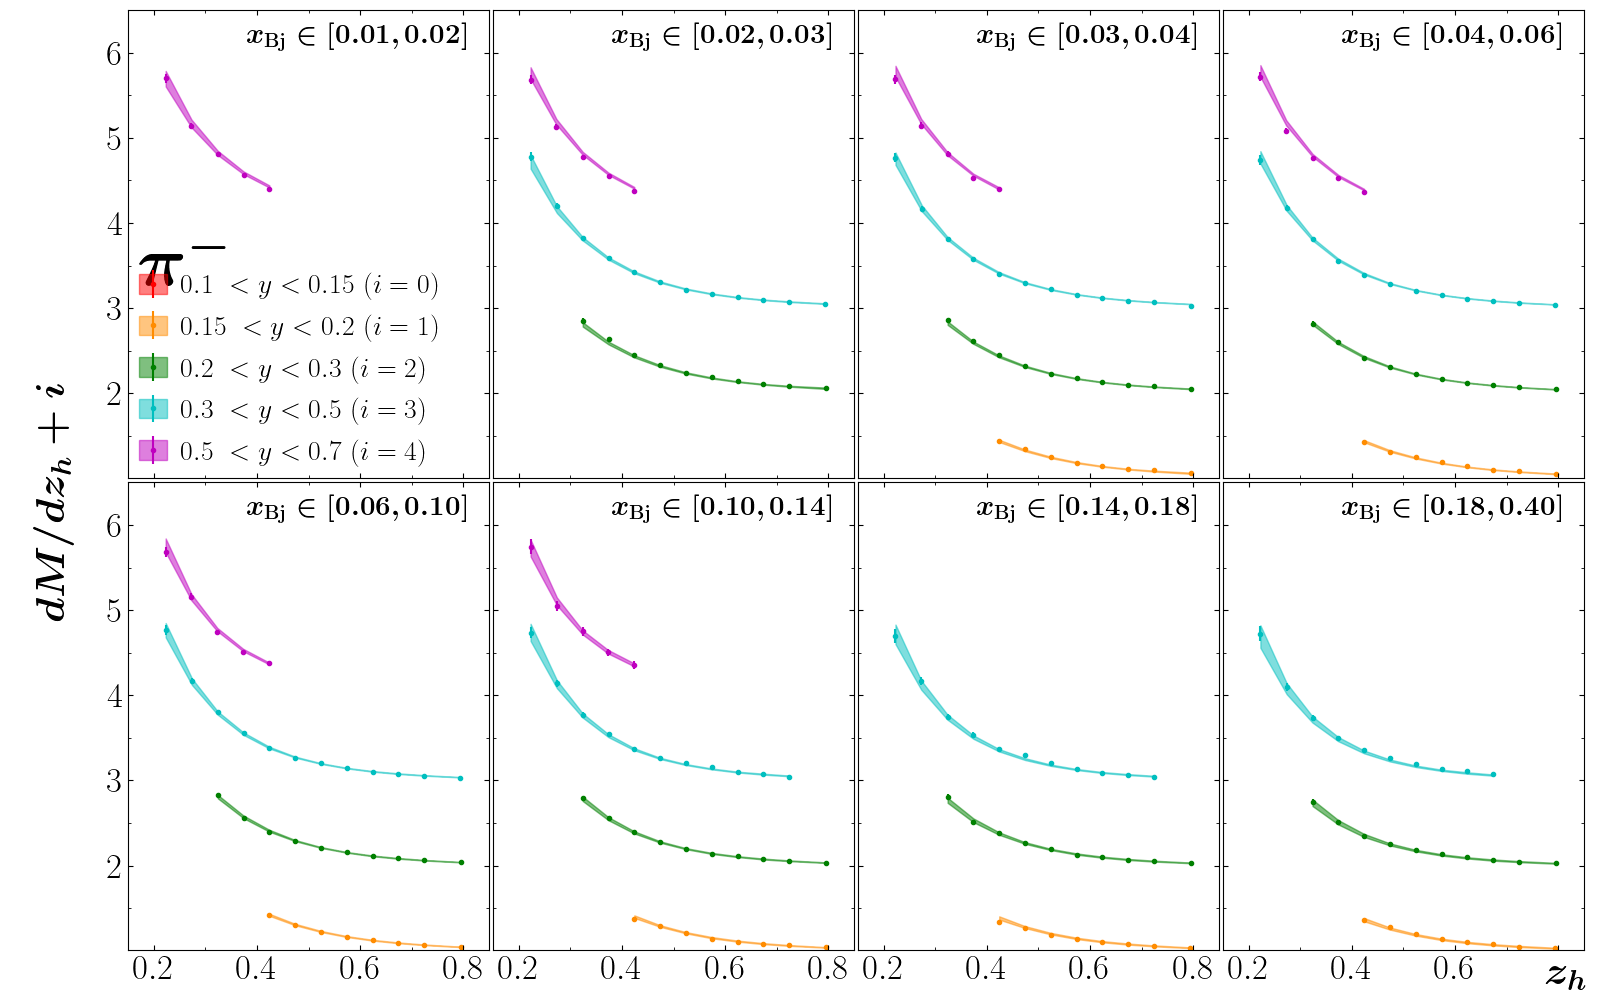 x_Bj ∈ [0.01, 0.02]
x_Bj ∈ [0.02, 0.03]
x_Bj ∈ [0.03, 0.04]
x_Bj ∈ [0.04, 0.06]
6
5
4
3
2
π⁻
0.1 < y < 0.15 (i = 0)
0.15 < y < 0.2 (i = 1)
0.2 < y < 0.3 (i = 2)
0.3 < y < 0.5 (i = 3)
0.5 < y < 0.7 (i = 4)
dM/dz_h + i
x_Bj ∈ [0.06, 0.10]
x_Bj ∈ [0.10, 0.14]
x_Bj ∈ [0.14, 0.18]
x_Bj ∈ [0.18, 0.40]
6
5
4
3
2
0.2 0.4 0.6 0.8
0.2 0.4 0.6 0.8
0.2 0.4 0.6 0.8
0.2 0.4 0.6
z_h